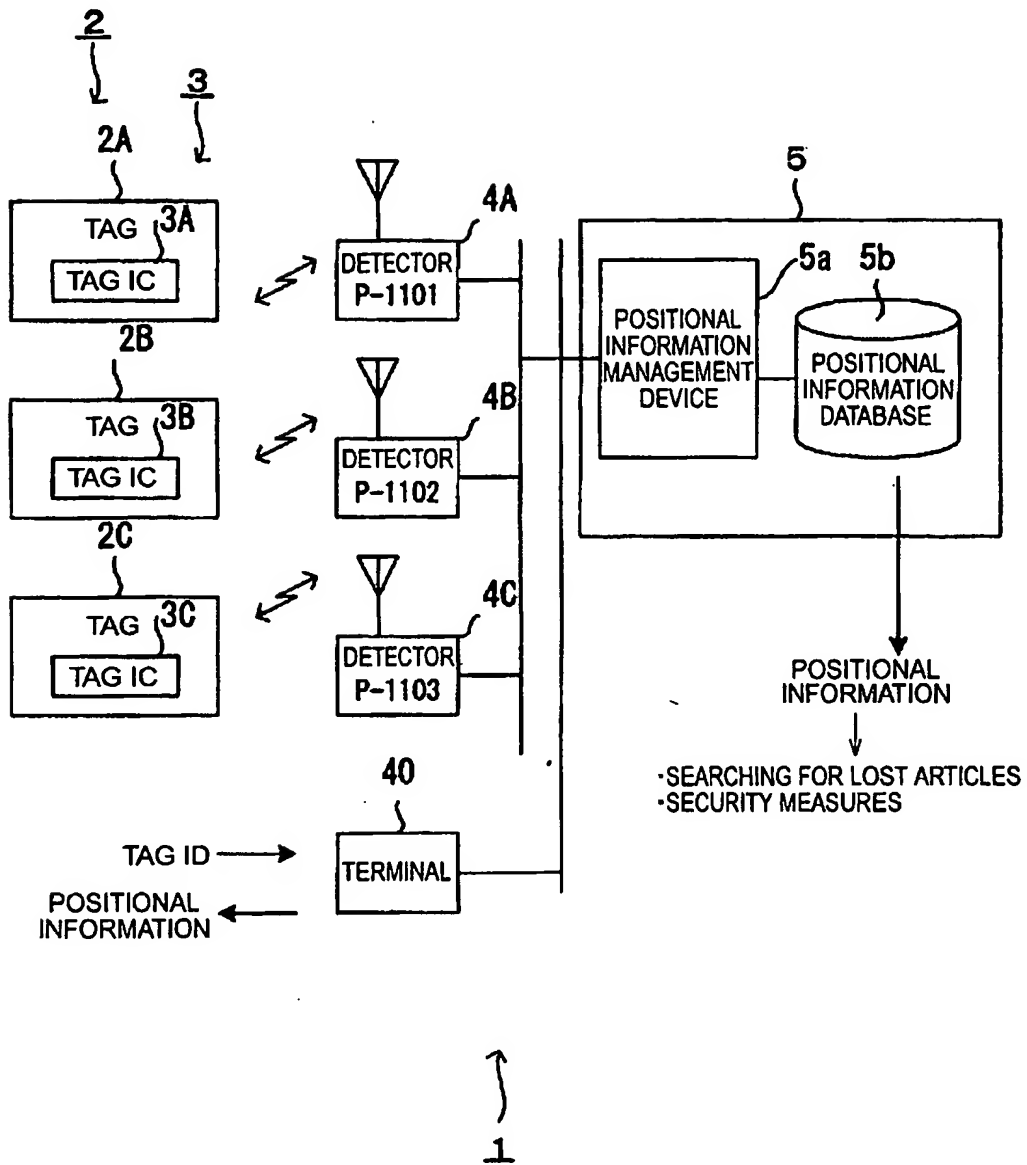 2
3
2A
TAG
3A
TAG IC
2B
TAG
3B
TAG IC
2C
TAG
3C
TAG IC
4A
DETECTOR
P-1101
4B
DETECTOR
P-1102
4C
DETECTOR
P-1103
40
TERMINAL
TAG ID
POSITIONAL
INFORMATION
5
5a
POSITIONAL
INFORMATION
MANAGEMENT
DEVICE
5b
POSITIONAL
INFORMATION
DATABASE
POSITIONAL
INFORMATION
·SEARCHING FOR LOST ARTICLES
·SECURITY MEASURES
1